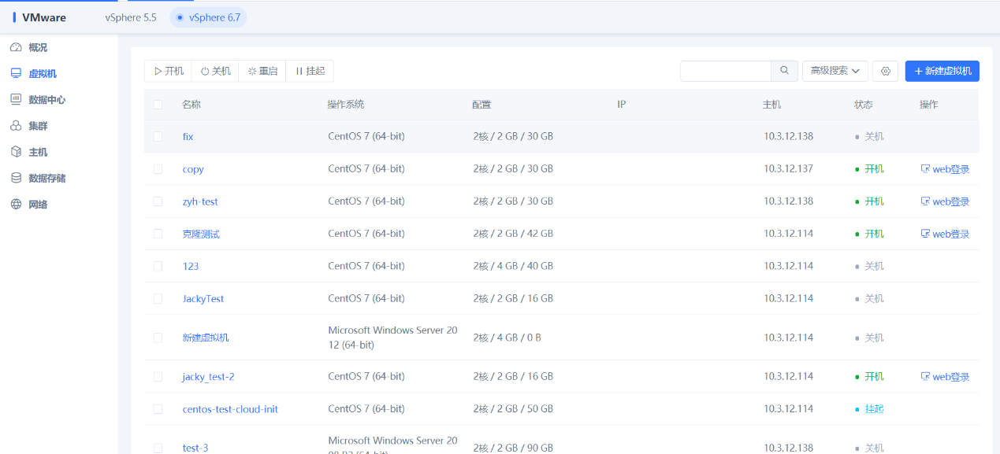 VMware vSphere 5.5 vSphere 6.7
概况
虚拟机
数据中心
集群
主机
数据存储
网络
开机 关机 重启 挂起 高级搜索 新建虚拟机
名称 操作系统 配置 IP 主机 状态 操作
fix CentOS 7 (64-bit) 2核 / 2 GB / 30 GB 10.3.12.138 关机
copy CentOS 7 (64-bit) 2核 / 2 GB / 30 GB 10.3.12.137 开机 web登录
zyh-test CentOS 7 (64-bit) 2核 / 2 GB / 30 GB 10.3.12.138 开机 web登录
克隆测试 CentOS 7 (64-bit) 2核 / 2 GB / 42 GB 10.3.12.114 开机 web登录
123 CentOS 7 (64-bit) 2核 / 4 GB / 40 GB 10.3.12.114 关机
JackyTest CentOS 7 (64-bit) 2核 / 2 GB / 16 GB 10.3.12.114 关机
新建虚拟机 Microsoft Windows Server 20
12 (64-bit) 2核 / 4 GB / 0 B 10.3.12.114 关机
jacky_test-2 CentOS 7 (64-bit) 2核 / 2 GB / 16 GB 10.3.12.114 开机 web登录
centos-test-cloud-init CentOS 7 (64-bit) 2核 / 2 GB / 50 GB 10.3.12.114 挂起
test-3 Microsoft Windows Server 20 2核 / 2 GB / 90 GB 10.3.12.138 关机